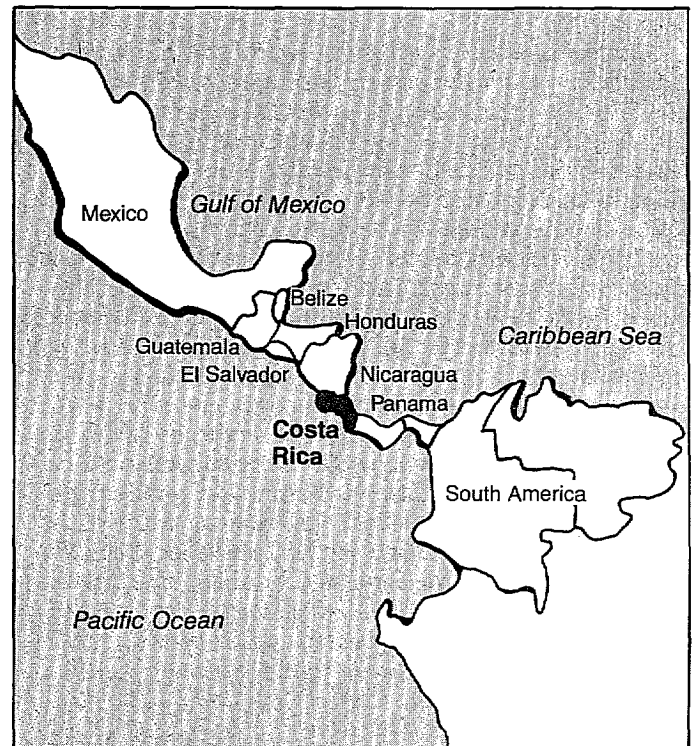 Mexico
Gulf of Mexico
Belize
Honduras
Guatemala
Caribbean Sea
El Salvador
Nicaragua
Panama
Costa
Rica
South America
Pacific Ocean